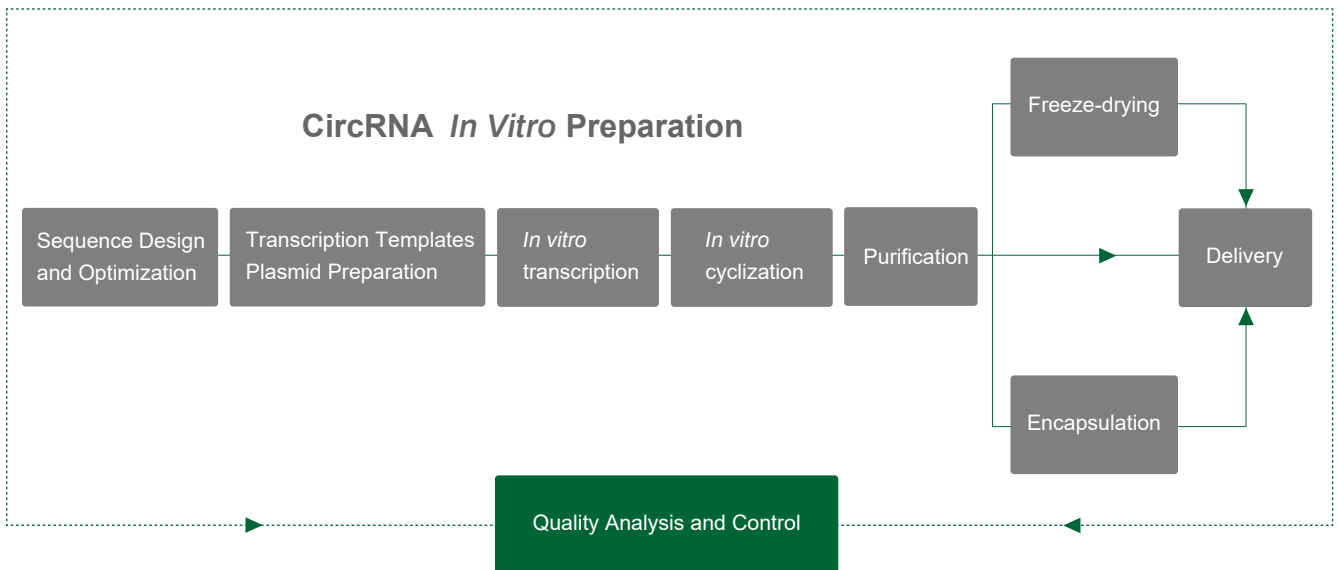 CircRNA In Vitro Preparation
Sequence Design
and Optimization
Transcription Templates
Plasmid Preparation
In vitro
transcription
In vitro
cyclization
Purification
Freeze-drying
Delivery
Encapsulation
Quality Analysis and Control